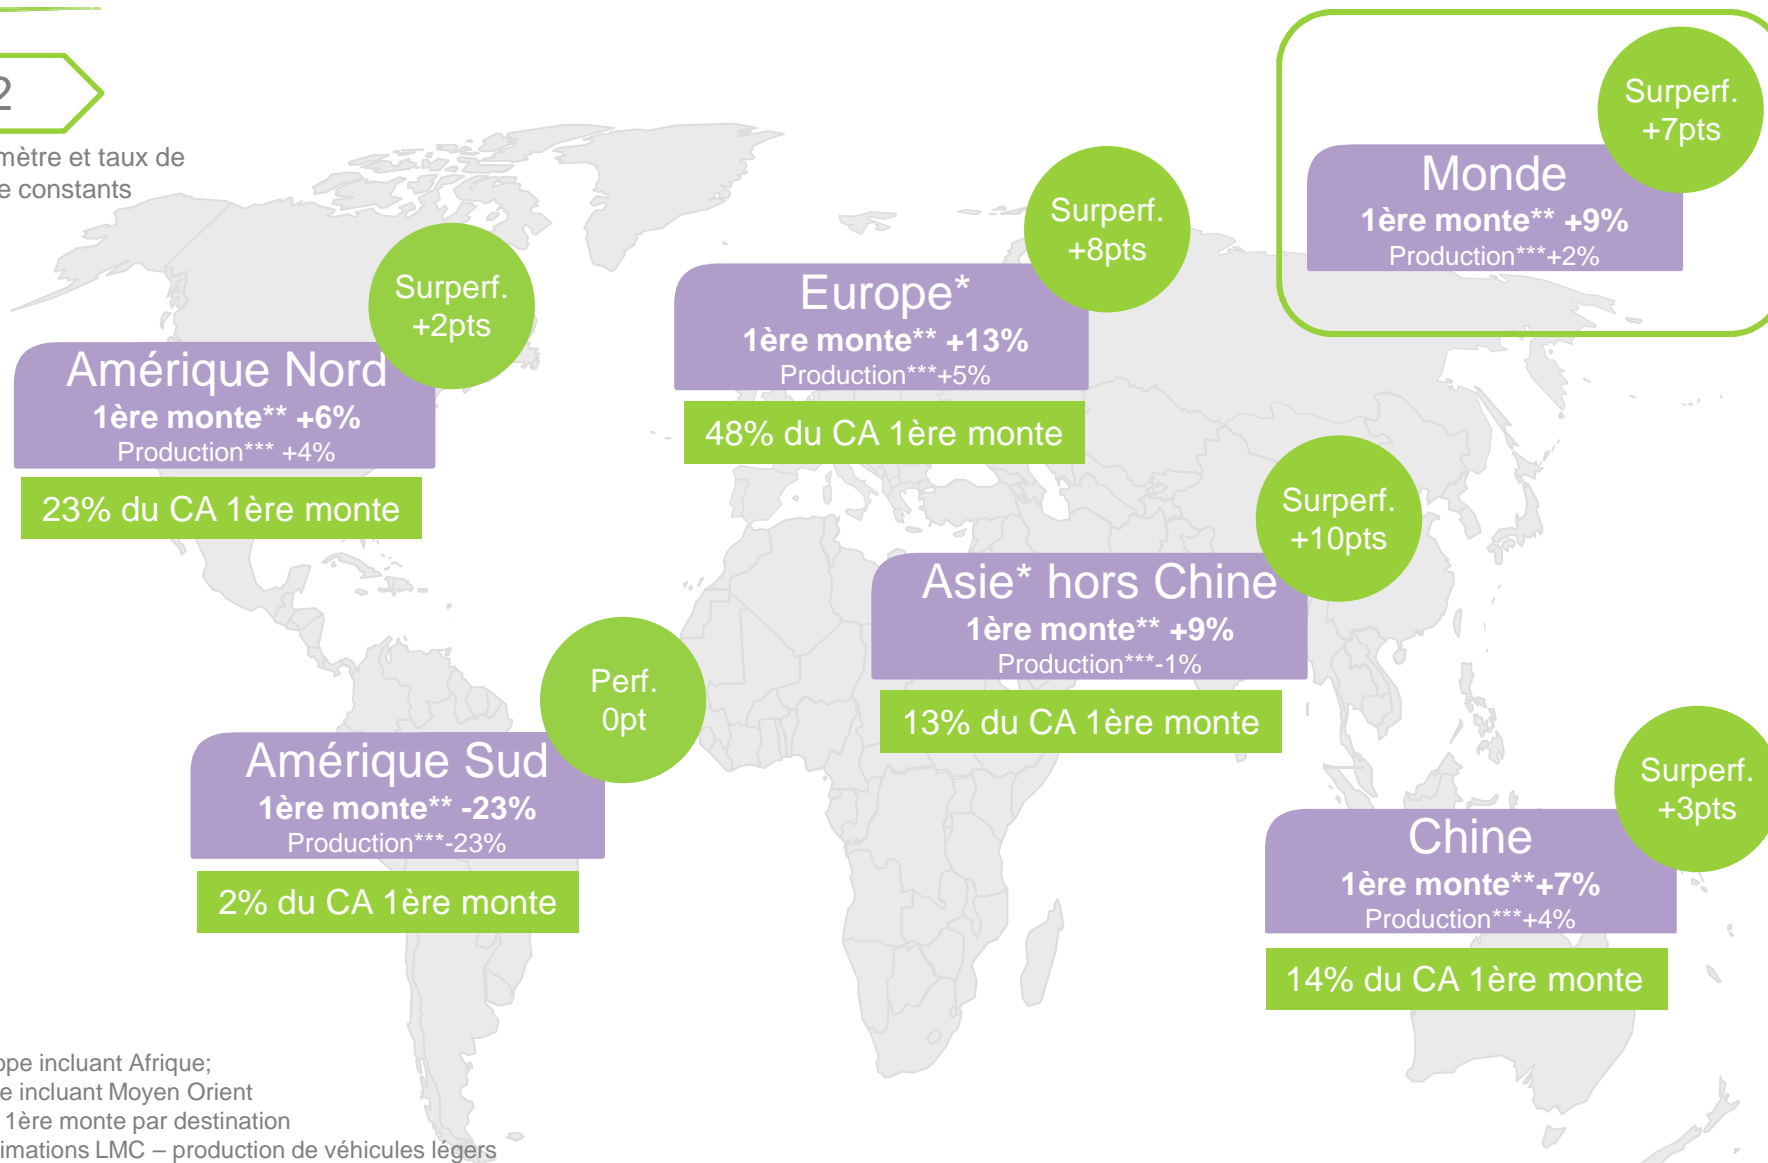 2
mètre et taux de
e constants
Surperf.
+7pts
Monde
1ère monte** +9%
Production***+2%
Surperf.
+8pts
Europe*
1ère monte** +13%
Production***+5%
48% du CA 1ère monte
Surperf.
+2pts
Amérique Nord
1ère monte** +6%
Production*** +4%
23% du CA 1ère monte
Surperf.
+10pts
Asie* hors Chine
1ère monte** +9%
Production***-1%
13% du CA 1ère monte
Perf.
0pt
Amérique Sud
1ère monte** -23%
Production***-23%
2% du CA 1ère monte
Surperf.
+3pts
Chine
1ère monte**+7%
Production***+4%
14% du CA 1ère monte
ope incluant Afrique;
e incluant Moyen Orient
1ère monte par destination
imations LMC – production de véhicules légers